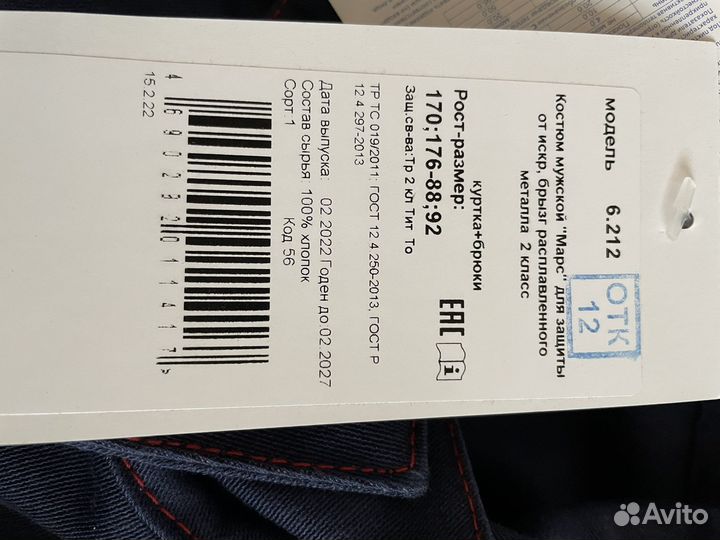 модель 6.212
Костюм мужской "Марс" для защиты
от искр, брызг расплавленного
металла 2 класс
ОТК
12
куртка+брюки
Рост-размер:
170;176-88;92
Защ.св-ва:Тр 2 кл Тит То
ЕАС
ТР ТС 019/2011: ГОСТ 12 4 250-2013, ГОСТ Р
12 4 297-2013
Дата выпуска: 02 2022 Годен до.02.2027
Состав сырья 100% хлопок
Сорт 1
Код 56
15.2.22
Avito